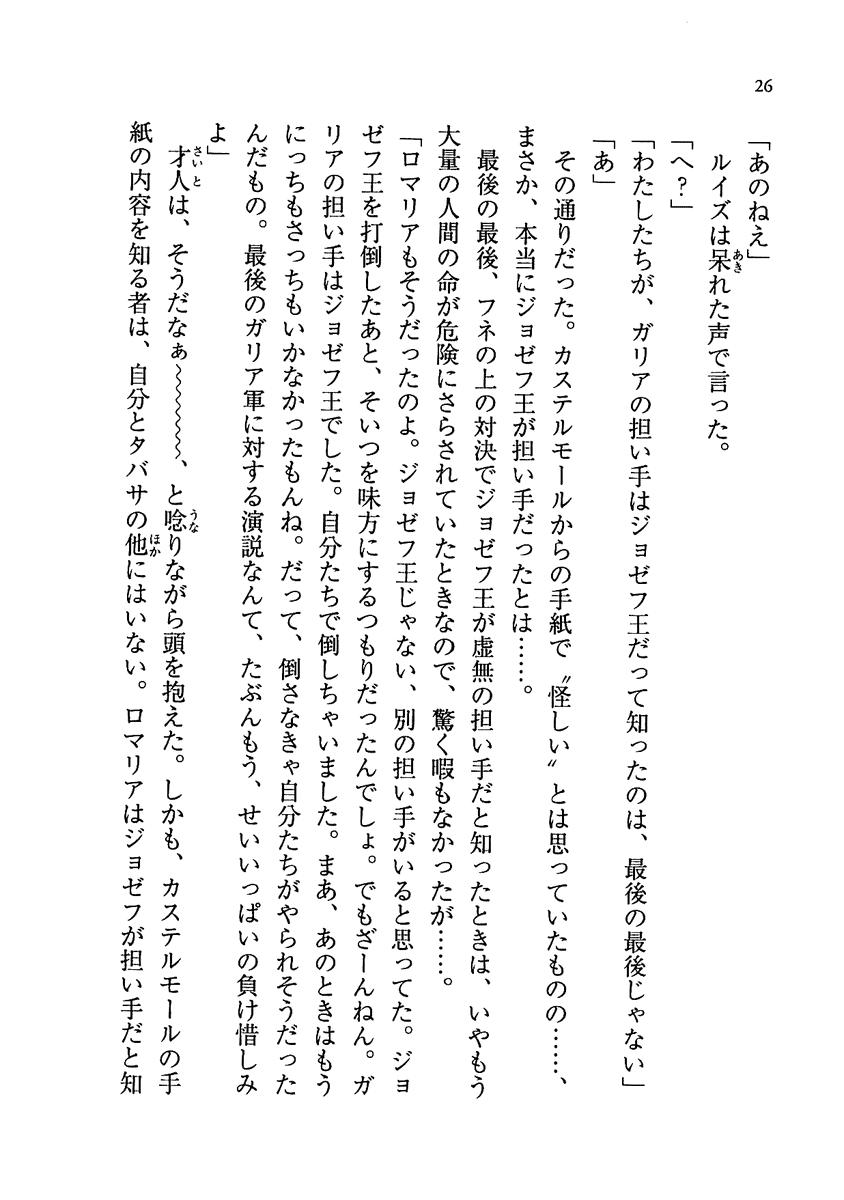 26
「あのねえ」
　ルイズは呆れた声で言った。
「へ？」
「わたしたちが、ガリアの担い手はジョゼフ王だって知ったのは、最後の最後じゃない」
「あ」
　その通りだった。カステルモールからの手紙で〝怪しい〟とは思っていたものの……、
まさか、本当にジョゼフ王が担い手だったとは……。
　最後の最後、フネの上の対決でジョゼフ王が虚無の担い手だと知ったときは、いやもう
大量の人間の命が危険にさらされていたときなので、驚く暇もなかったが……。
「ロマリアもそうだったのよ。ジョゼフ王じゃない、別の担い手がいると思ってた。ジョ
ゼフ王を打倒したあと、そいつを味方にするつもりだったんでしょ。でもざーんねん。ガ
リアの担い手はジョゼフ王でした。自分たちで倒しちゃいました。まあ、あのときはもう
にっちもさっちもいかなかったもんね。だって、倒さなきゃ自分たちがやられそうだった
んだもの。最後のガリア軍に対する演説なんて、たぶんもう、せいいっぱいの負け惜しみ
よ」
　才人は、そうだなぁ〜〜〜〜〜〜、と唸りながら頭を抱えた。しかも、カステルモールの手
紙の内容を知る者は、自分とタバサの他にはいない。ロマリアはジョゼフが担い手だと知